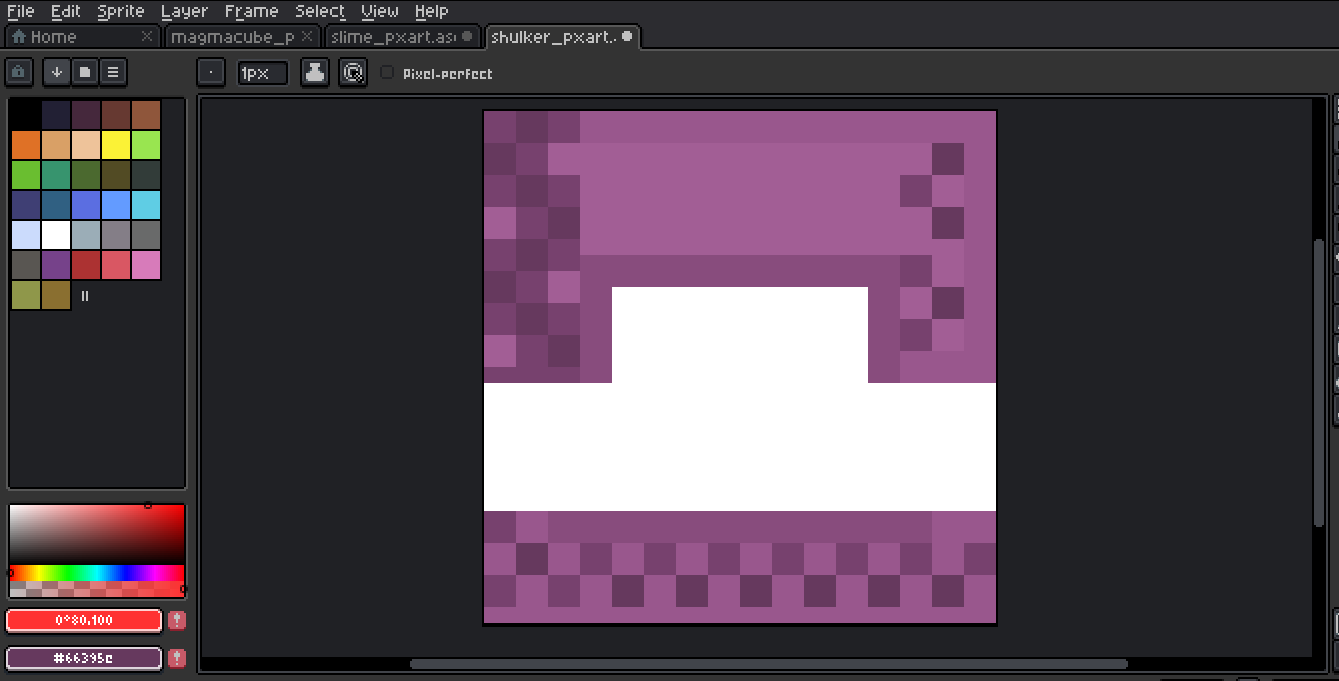 File Edit Sprite Layer Frame Select View Help
Home magmacube_p slime_pxart.as shulker_pxart.
1px Pixel-perfect
0°80,100
#66395c